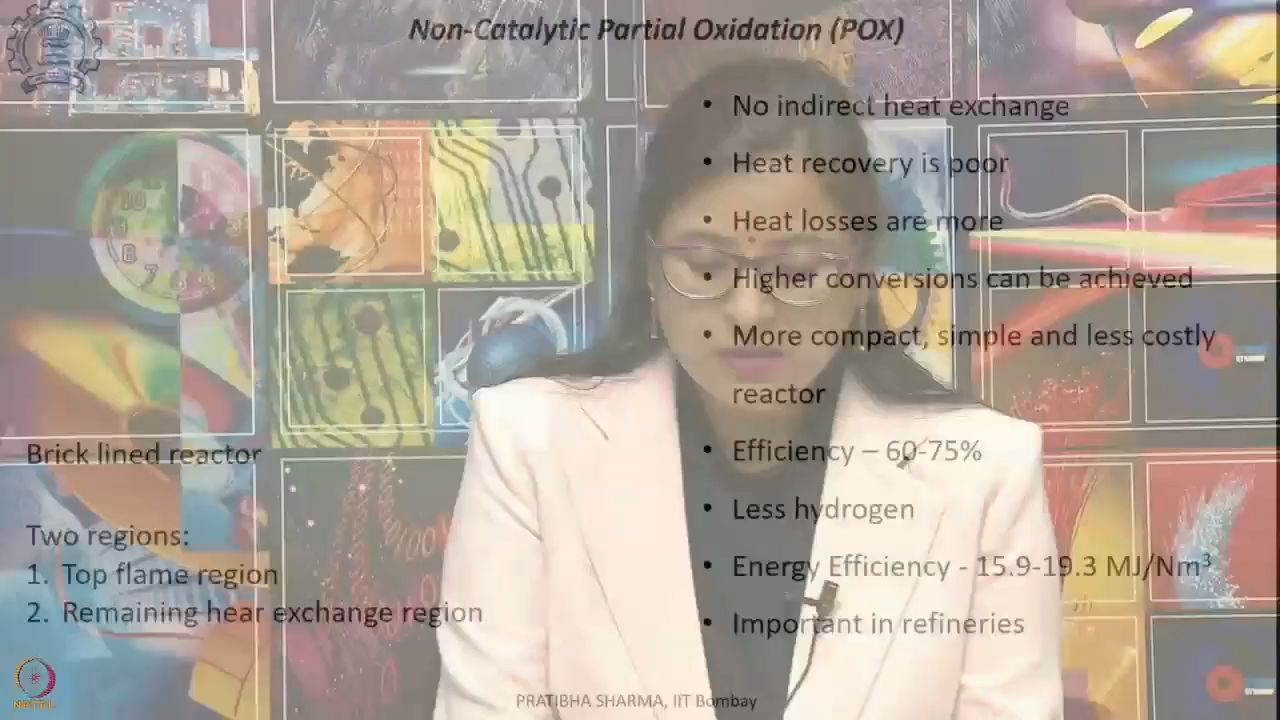 Non-Catalytic Partial Oxidation (POX)
• No indirect heat exchange
• Heat recovery is poor
• Heat losses are more
• Higher conversions can be achieved
• More compact, simple and less costly
reactor
• Efficiency – 60-75%
• Less hydrogen
• Energy Efficiency - 15.9-19.3 MJ/Nm³
• Important in refineries
Brick lined reactor
Two regions:
1. Top flame region
2. Remaining hear exchange region
NPTEL
PRATIBHA SHARMA, IIT Bombay